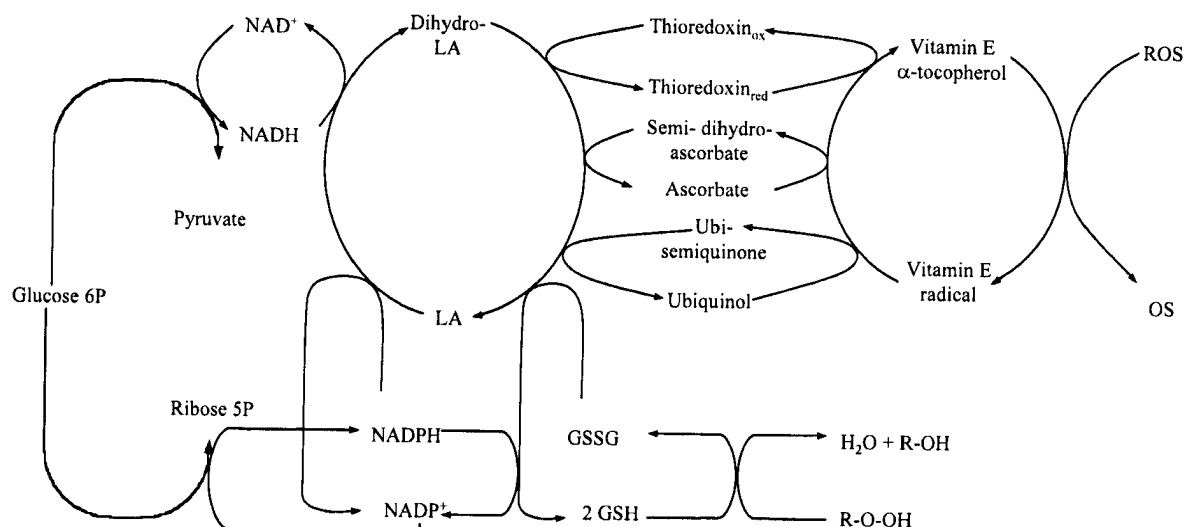 NAD⁺
NADH
Pyruvate
Glucose 6P
Ribose 5P
Dihydro-
LA
LA
Thioredoxinₒₓ
Thioredoxin_red
Semi- dihydro-
ascorbate
Ascorbate
Ubi-
semiquinone
Ubiquinol
Vitamin E
α-tocopherol
Vitamin E
radical
ROS
OS
NADPH
NADP⁺
GSSG
2 GSH
H₂O + R-OH
R-O-OH